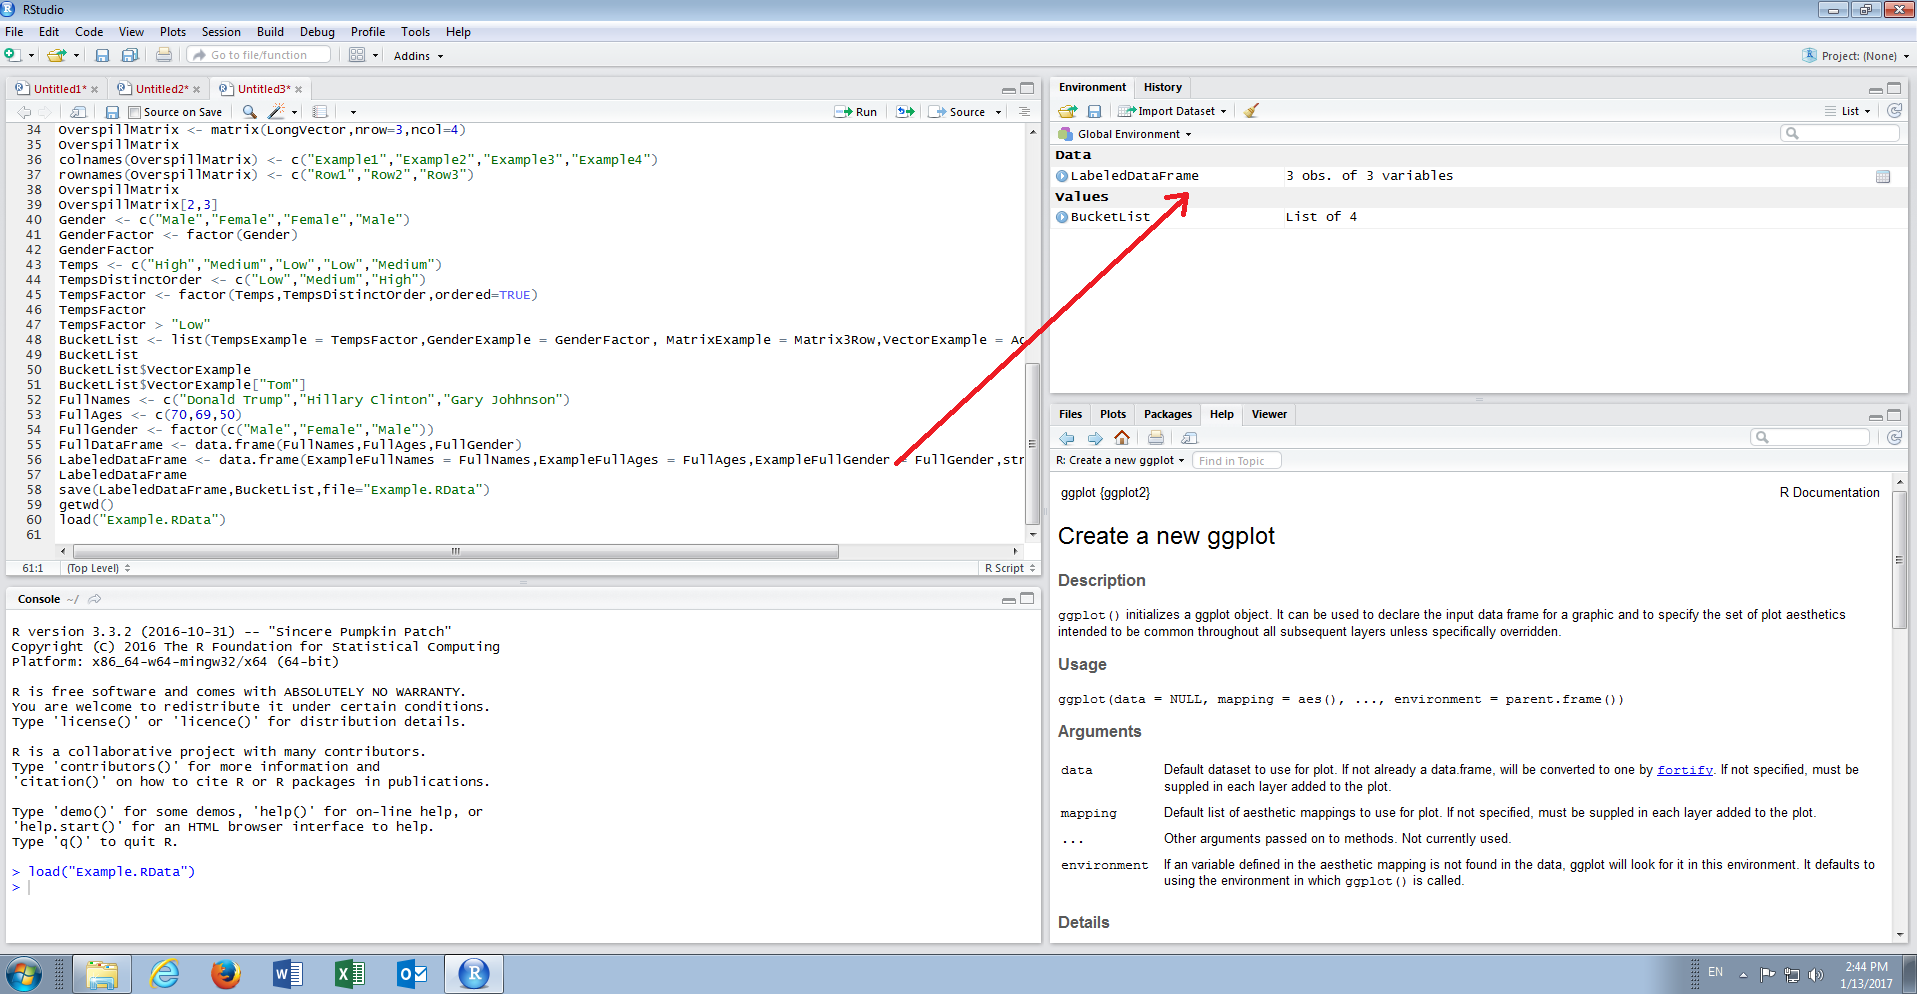 RStudio
File Edit Code View Plots Session Build Debug Profile Tools Help
Go to file/function Addins Project: (None)
Untitled1* Untitled2* Untitled3*
Source on Save Run Source
34 OverspillMatrix <- matrix(LongVector,nrow=3,ncol=4)
35 OverspillMatrix
36 colnames(OverspillMatrix) <- c("Example1","Example2","Example3","Example4")
37 rownames(OverspillMatrix) <- c("Row1","Row2","Row3")
38 OverspillMatrix
39 OverspillMatrix[2,3]
40 Gender <- c("Male","Female","Female","Male")
41 GenderFactor <- factor(Gender)
42 GenderFactor
43 Temps <- c("High","Medium","Low","Low","Medium")
44 TempsDistinctOrder <- c("Low","Medium","High")
45 TempsFactor <- factor(Temps,TempsDistinctOrder,ordered=TRUE)
46 TempsFactor
47 TempsFactor > "Low"
48 BucketList <- list(TempsExample = TempsFactor,GenderExample = GenderFactor, MatrixExample = Matrix3Row,VectorExample = Ac
49 BucketList
50 BucketList$VectorExample
51 BucketList$VectorExample["Tom"]
52 FullNames <- c("Donald Trump","Hillary Clinton","Gary Johhnson")
53 FullAges <- c(70,69,50)
54 FullGender <- factor(c("Male","Female","Male"))
55 FullDataFrame <- data.frame(FullNames,FullAges,FullGender)
56 LabeledDataFrame <- data.frame(ExampleFullNames = FullNames,ExampleFullAges = FullAges,ExampleFullGender = FullGender,str
57 LabeledDataFrame
58 save(LabeledDataFrame,BucketList,file="Example.RData")
59 getwd()
60 load("Example.RData")
61
61:1 (Top Level) R Script
Console ~/
R version 3.3.2 (2016-10-31) -- "Sincere Pumpkin Patch"
Copyright (C) 2016 The R Foundation for Statistical Computing
Platform: x86_64-w64-mingw32/x64 (64-bit)
R is free software and comes with ABSOLUTELY NO WARRANTY.
You are welcome to redistribute it under certain conditions.
Type 'license()' or 'licence()' for distribution details.
R is a collaborative project with many contributors.
Type 'contributors()' for more information and
'citation()' on how to cite R or R packages in publications.
Type 'demo()' for some demos, 'help()' for on-line help, or
'help.start()' for an HTML browser interface to help.
Type 'q()' to quit R.
> load("Example.RData")
>
Environment History
Import Dataset List
Global Environment
Data
LabeledDataFrame 3 obs. of 3 variables
Values
BucketList List of 4
Files Plots Packages Help Viewer
R: Create a new ggplot Find in Topic
ggplot {ggplot2} R Documentation
Create a new ggplot
Description
ggplot() initializes a ggplot object. It can be used to declare the input data frame for a graphic and to specify the set of plot aesthetics
intended to be common throughout all subsequent layers unless specifically overridden.
Usage
ggplot(data = NULL, mapping = aes(), ..., environment = parent.frame())
Arguments
data Default dataset to use for plot. If not already a data.frame, will be converted to one by fortify. If not specified, must be
suppled in each layer added to the plot.
mapping Default list of aesthetic mappings to use for plot. If not specified, must be suppled in each layer added to the plot.
... Other arguments passed on to methods. Not currently used.
environment If an variable defined in the aesthetic mapping is not found in the data, ggplot will look for it in this environment. It defaults to
using the environment in which ggplot() is called.
Details
EN 2:44 PM
1/13/2017